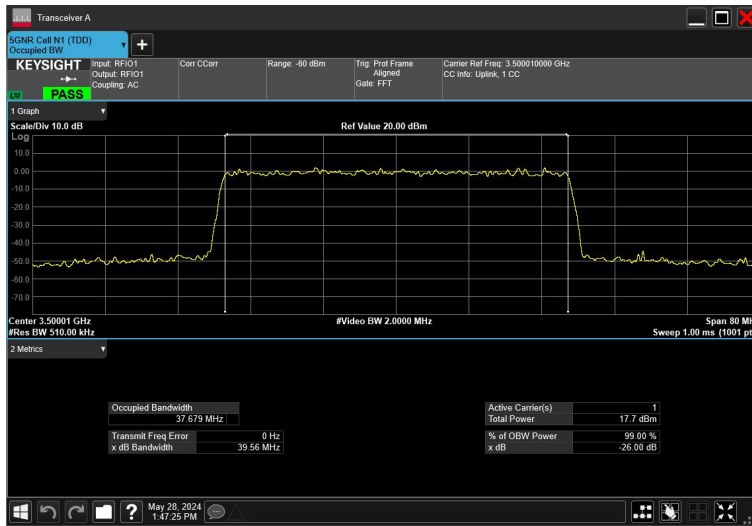 Transceiver A
5GNR Cell N1 (TDD)
Occupied BW
KEYSIGHT
LXI
PASS
Input: RFIO1
Output: RFIO1
Coupling: AC
Corr CCorr
Range: -60 dBm
Trig: Prot Frame
Aligned
Gate: FFT
Carrier Ref Freq: 3.500010000 GHz
CC Info: Uplink, 1 CC
1 Graph
Scale/Div 10.0 dB
Ref Value 20.00 dBm
Log
10.0
0.00
-10.0
-20.0
-30.0
-40.0
-50.0
-60.0
-70.0
Center 3.50001 GHz
#Video BW 2.0000 MHz
Span 80 MH
#Res BW 510.00 kHz
Sweep 1.00 ms (1001 pt
2 Metrics
Occupied Bandwidth
37.679 MHz
Transmit Freq Error 0 Hz
x dB Bandwidth 39.56 MHz
Active Carrier(s) 1
Total Power 17.7 dBm
% of OBW Power 99.00 %
x dB -26.00 dB
?
May 28, 2024
1:47:25 PM